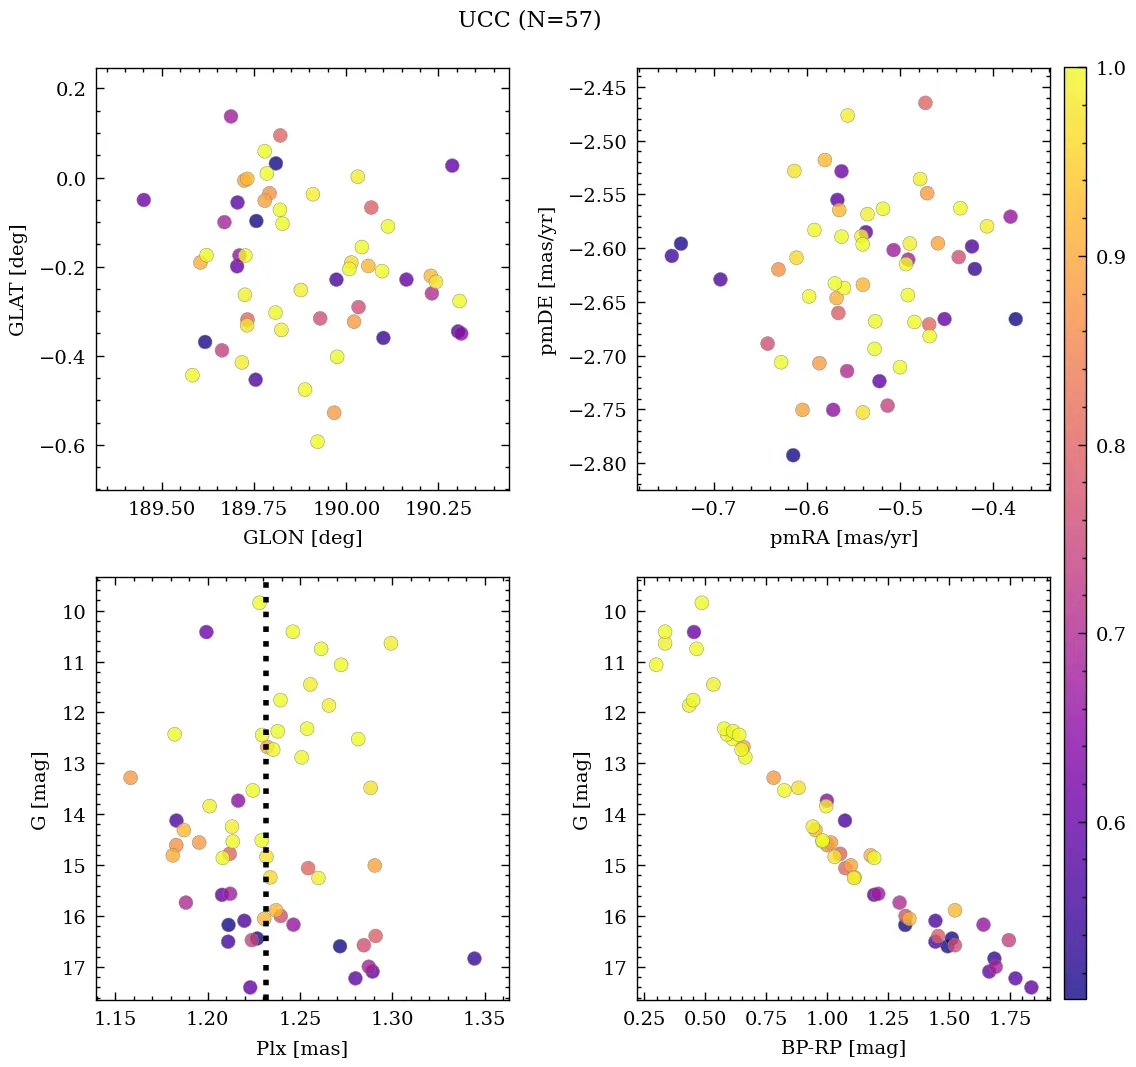 UCC (N=57)
0.2
0.0
−0.2
−0.4
−0.6
GLAT [deg]
189.50 189.75 190.00 190.25
GLON [deg]
−2.45
−2.50
−2.55
−2.60
−2.65
−2.70
−2.75
−2.80
pmDE [mas/yr]
−0.7 −0.6 −0.5 −0.4
pmRA [mas/yr]
10
11
12
13
14
15
16
17
G [mag]
1.15 1.20 1.25 1.30 1.35
Plx [mas]
10
11
12
13
14
15
16
17
G [mag]
0.25 0.50 0.75 1.00 1.25 1.50 1.75
BP-RP [mag]
1.0
0.9
0.8
0.7
0.6